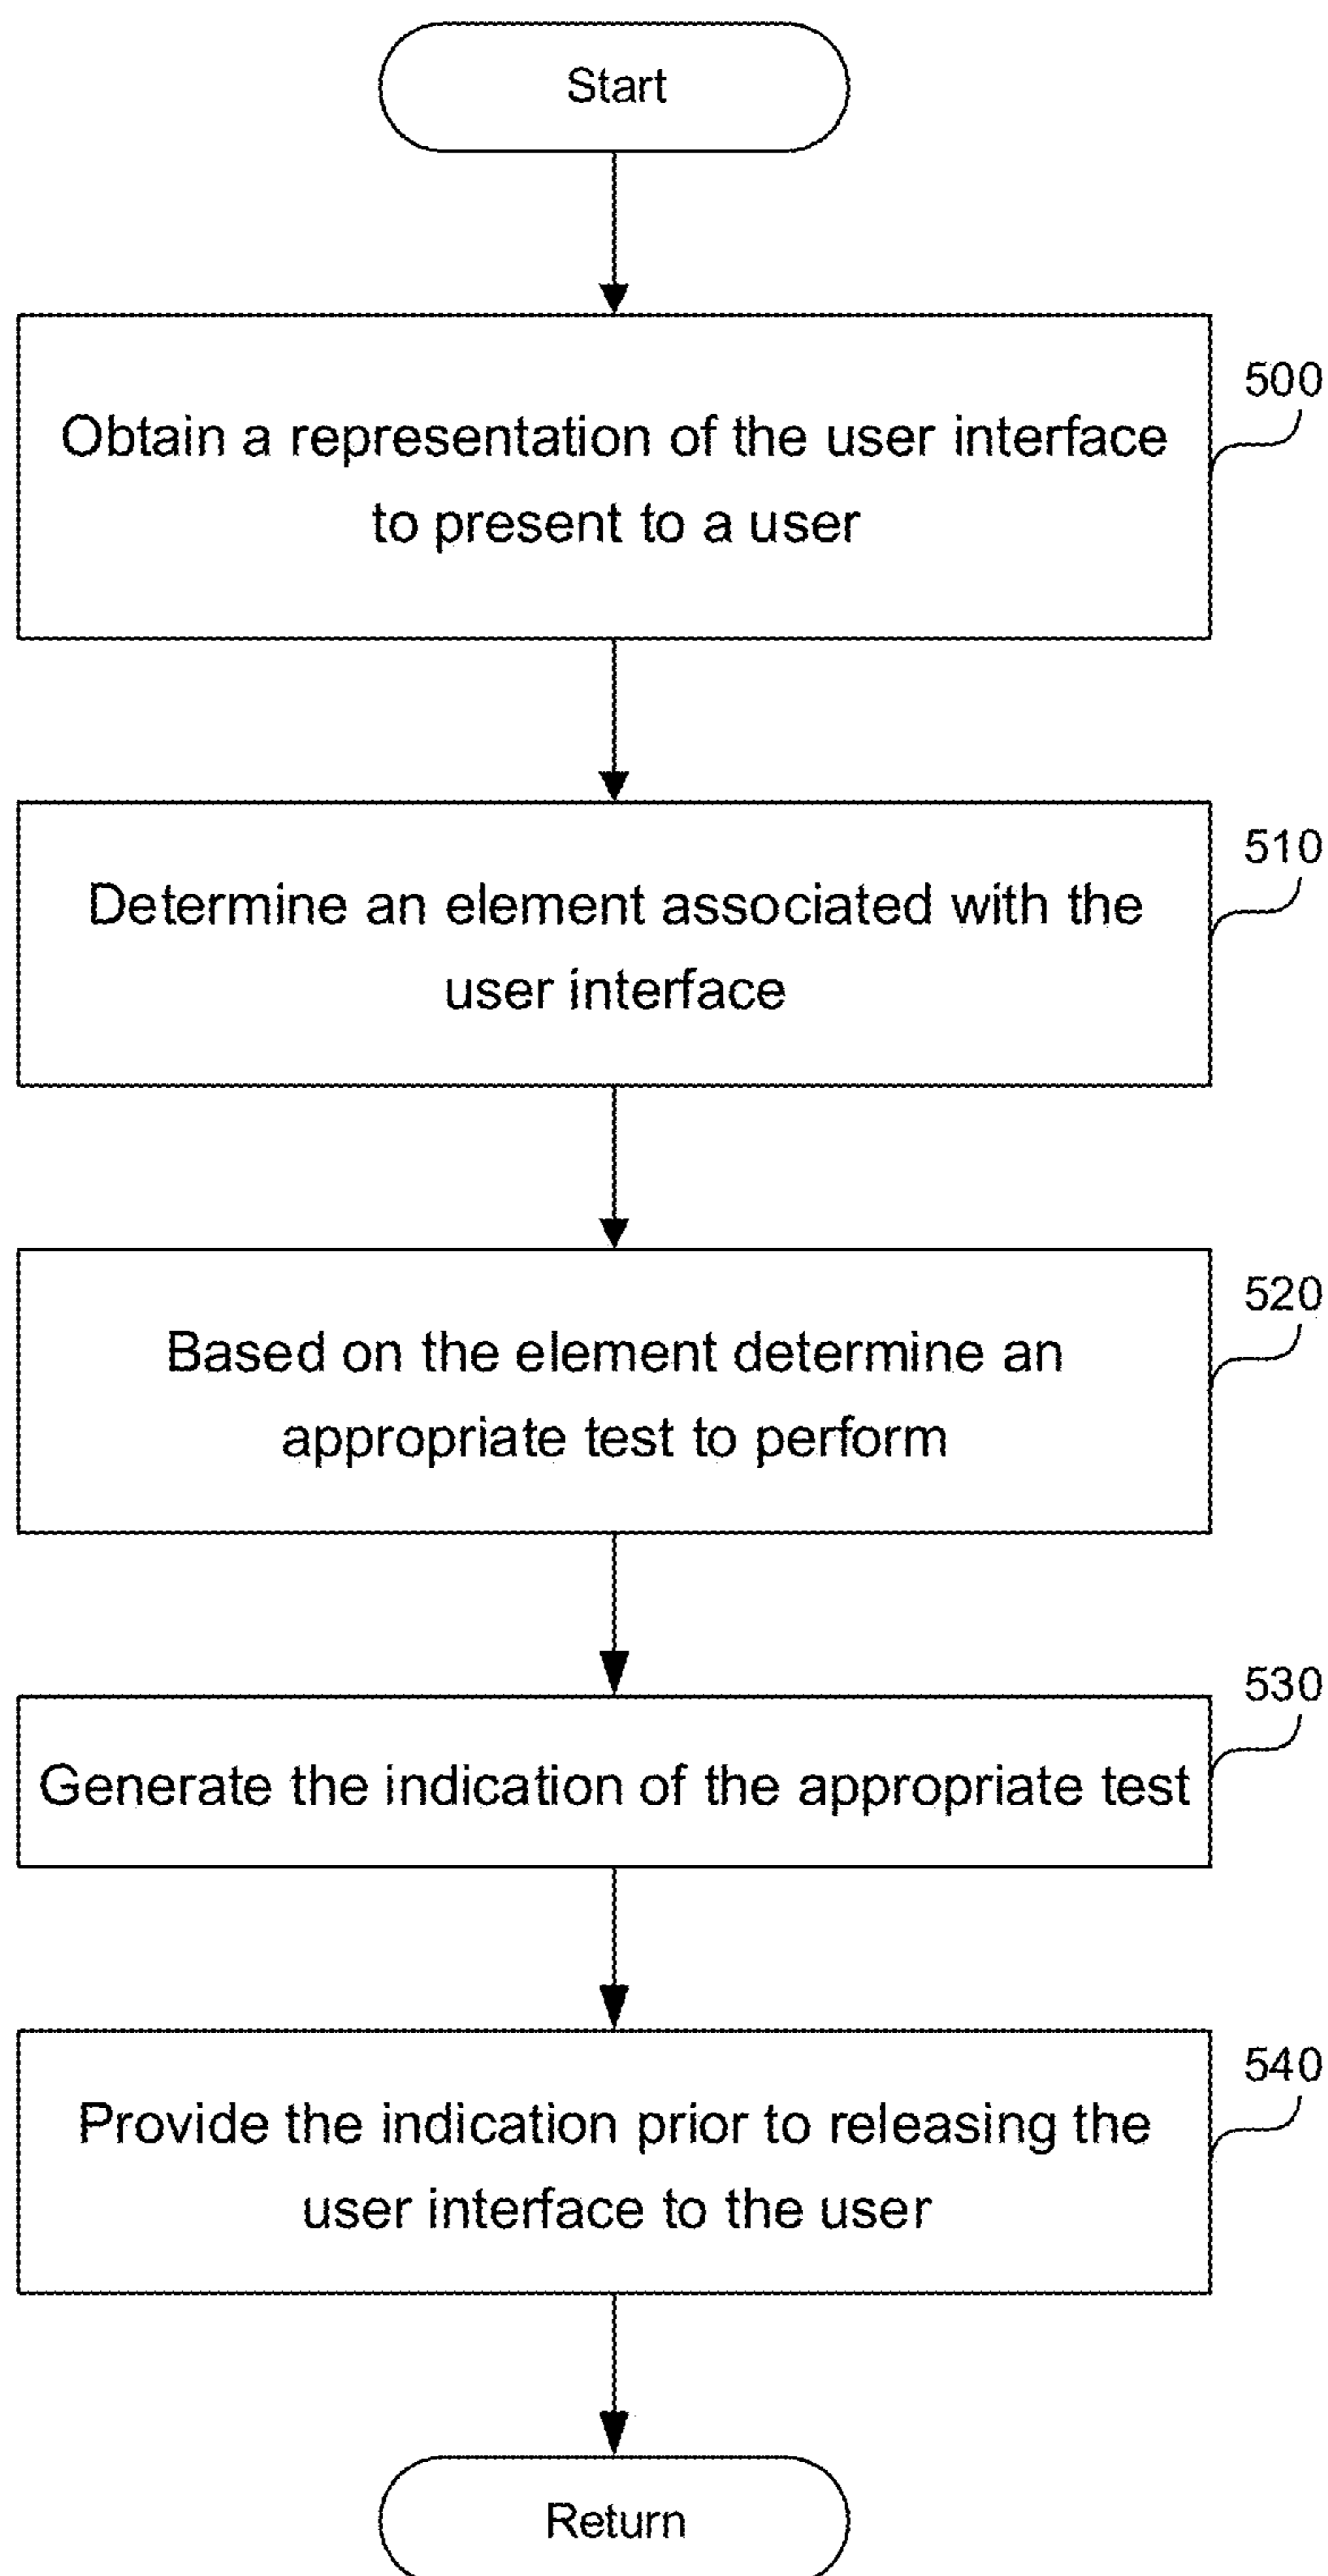 Start
500
Obtain a representation of the user interface
to present to a user
510
Determine an element associated with the
user interface
520
Based on the element determine an
appropriate test to perform
530
Generate the indication of the appropriate test
540
Provide the indication prior to releasing the
user interface to the user
Return